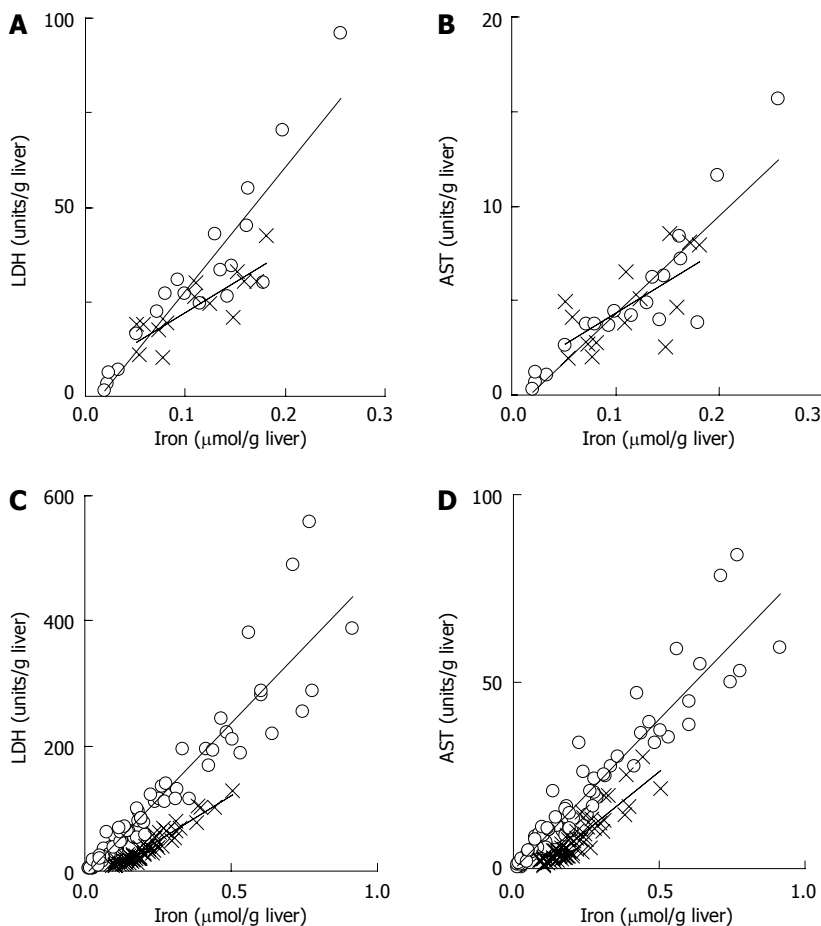 A
100
50
0
LDH (units/g liver)
0.0 0.1 0.2 0.3
Iron (μmol/g liver)
B
20
10
0
AST (units/g liver)
0.0 0.1 0.2 0.3
Iron (μmol/g liver)
C
600
400
200
0
LDH (units/g liver)
0.0 0.5 1.0
Iron (μmol/g liver)
D
100
50
0
AST (units/g liver)
0.0 0.5 1.0
Iron (μmol/g liver)